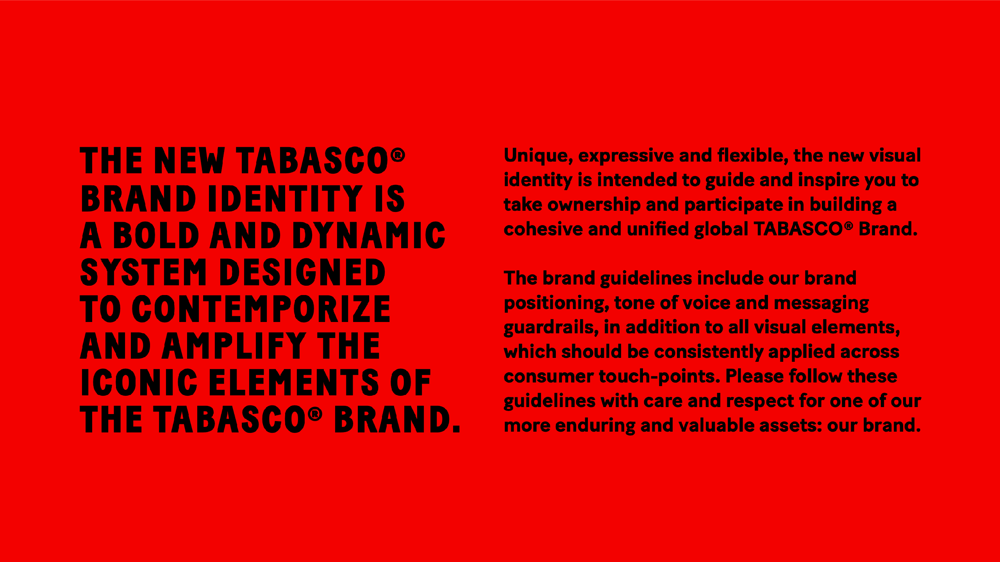 THE NEW TABASCO®
BRAND IDENTITY IS
A BOLD AND DYNAMIC
SYSTEM DESIGNED
TO CONTEMPORIZE
AND AMPLIFY THE
ICONIC ELEMENTS OF
THE TABASCO® BRAND.
Unique, expressive and flexible, the new visual
identity is intended to guide and inspire you to
take ownership and participate in building a
cohesive and unified global TABASCO® Brand.
The brand guidelines include our brand
positioning, tone of voice and messaging
guardrails, in addition to all visual elements,
which should be consistently applied across
consumer touch-points. Please follow these
guidelines with care and respect for one of our
more enduring and valuable assets: our brand.